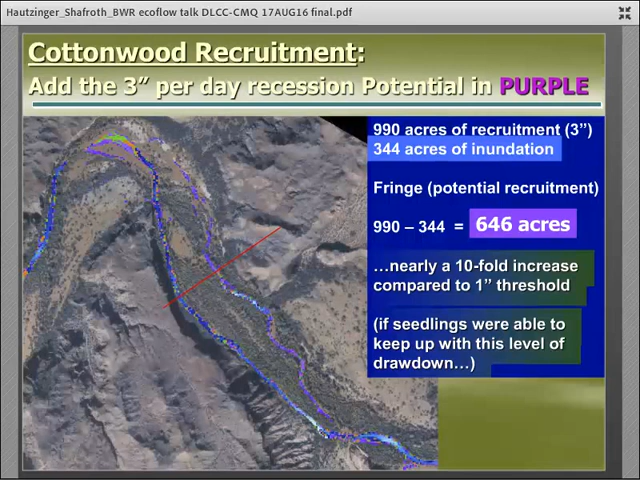 Hautzinger_Shafroth_BWR ecoflow talk DLCC-CMQ 17AUG16 final.pdf
Cottonwood Recruitment:
Add the 3” per day recession Potential in PURPLE
990 acres of recruitment (3”)
344 acres of inundation
Fringe (potential recruitment)
990 – 344 = 646 acres
…nearly a 10-fold increase
compared to 1” threshold
(if seedlings were able to
keep up with this level of
drawdown…)